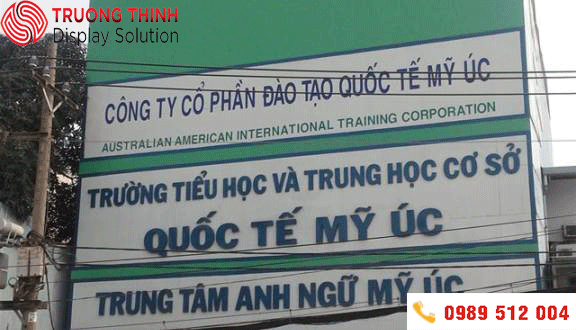 TRUONG THINH
Display Solution
CÔNG TY CỔ PHẦN ĐÀO TẠO QUỐC TẾ MỸ ÚC
AUSTRALIAN AMERICAN INTERNATIONAL TRAINING CORPORATION
TRƯỜNG TIỂU HỌC VÀ TRUNG HỌC CƠ SỞ
QUỐC TẾ MỸ ÚC
TRUNG TÂM ANH NGỮ MỸ ÚC
0989 512 004